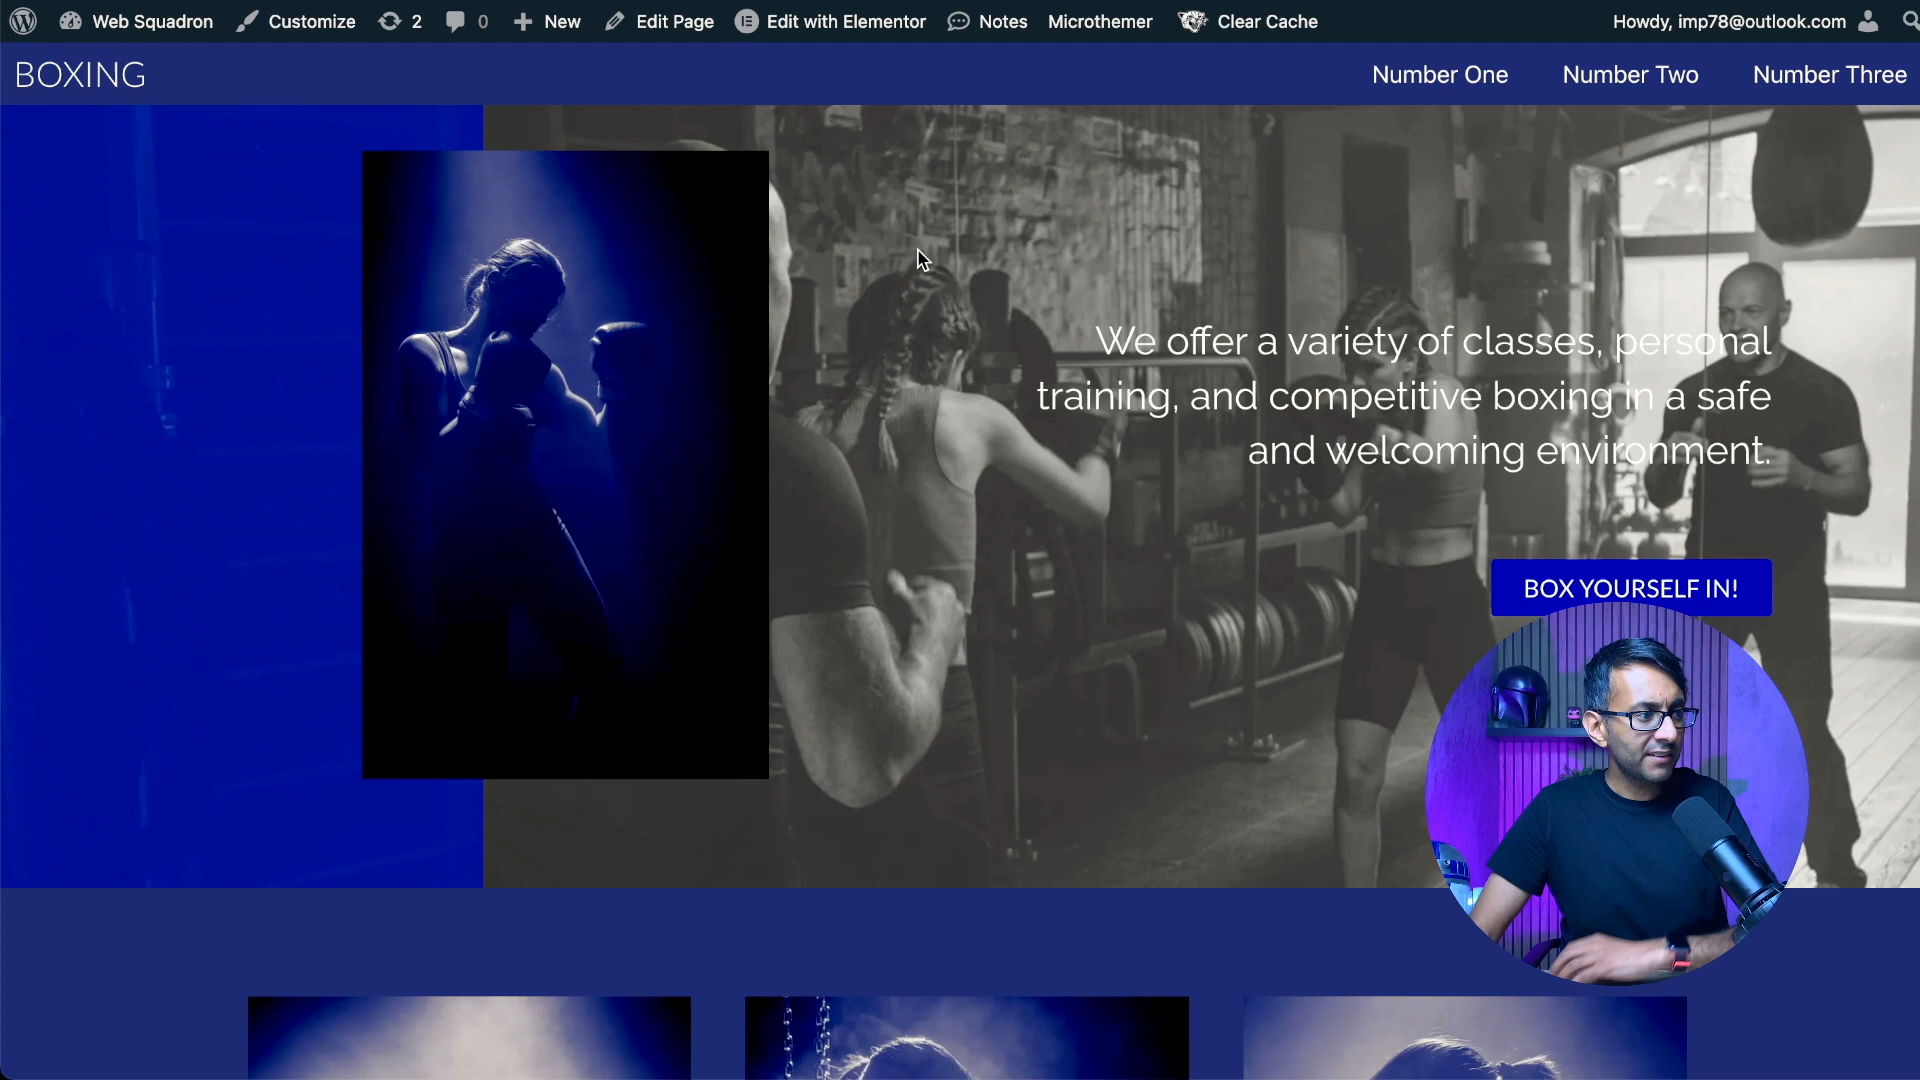 Web Squadron
Customize
2
0
New
Edit Page
Edit with Elementor
Notes
Microthemer
Clear Cache
Howdy, imp78@outlook.com
BOXING
Number One
Number Two
Number Three
We offer a variety of classes, personal
training, and competitive boxing in a safe
and welcoming environment.
BOX YOURSELF IN!